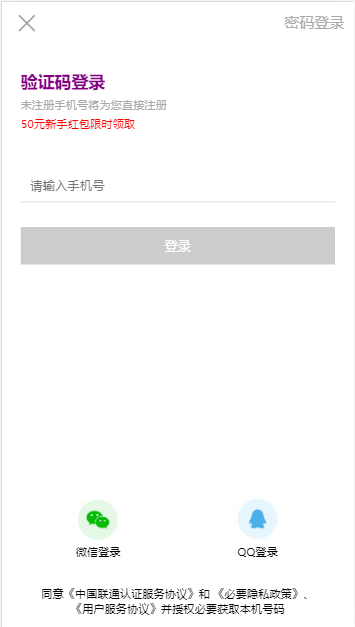 密码登录
验证码登录
未注册手机号将为您直接注册
50元新手红包限时领取
请输入手机号
登录
微信登录
QQ登录
同意《中国联通认证服务协议》和 《必要隐私政策》、
《用户服务协议》并授权必要获取本机号码